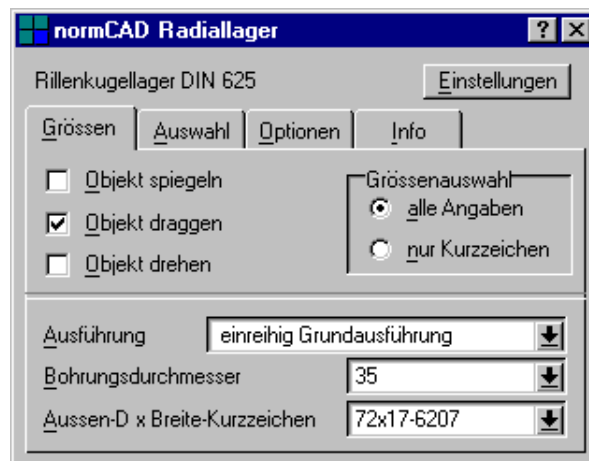 normCAD Radiallager
Rillenkugellager DIN 625
Einstellungen
Grössen Auswahl Optionen Info
Objekt spiegeln
Objekt draggen
Objekt drehen
Grössenauswahl
alle Angaben
nur Kurzzeichen
Ausführung einreihig Grundausführung
Bohrungsdurchmesser 35
Aussen-D x Breite-Kurzzeichen 72x17-6207